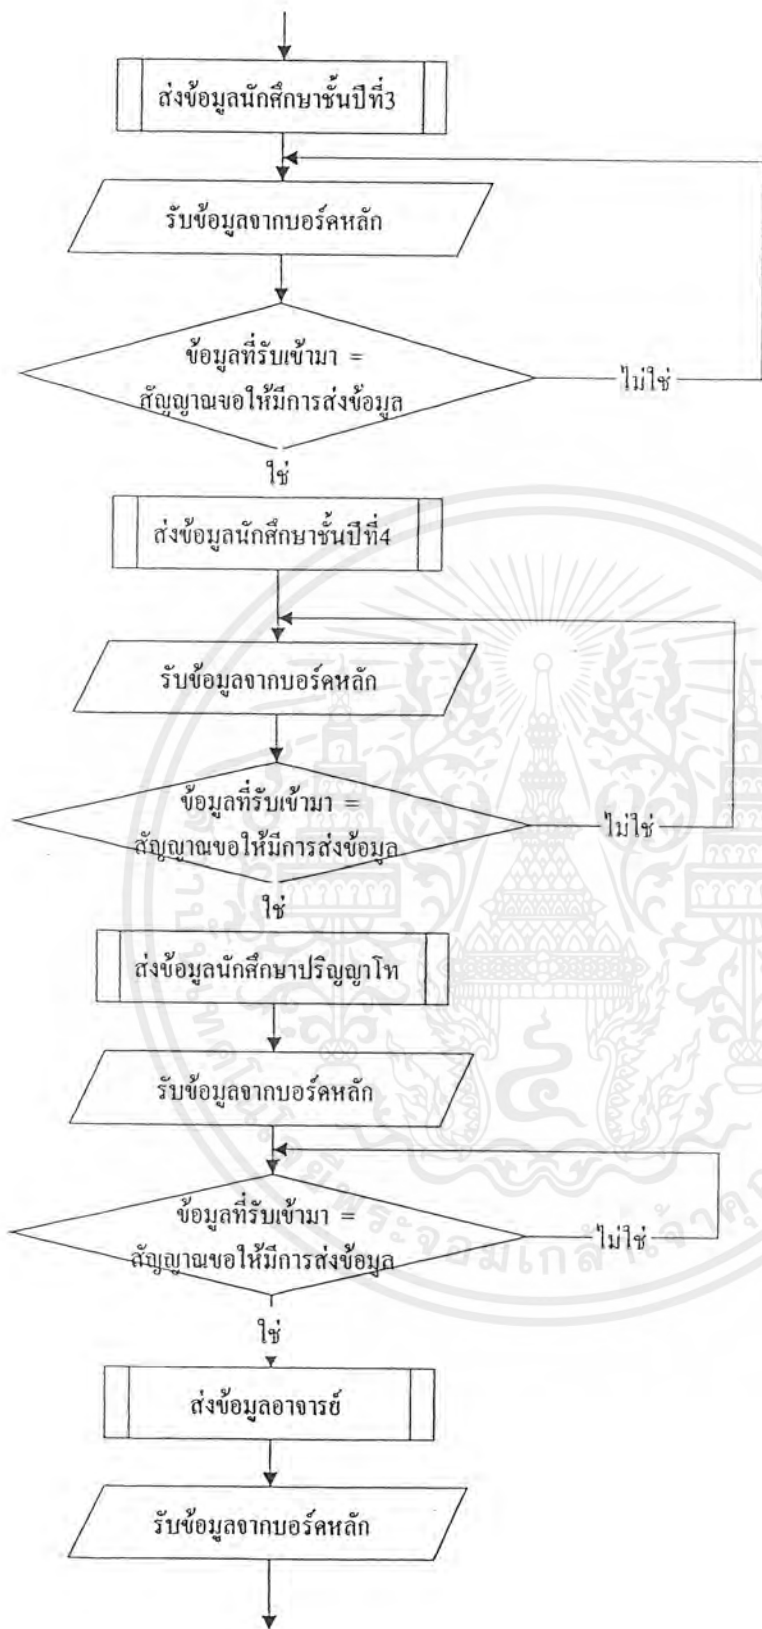 ส่งข้อมูลนักศึกษาชั้นปีที่3
รับข้อมูลจากบอร์ดหลัก
ข้อมูลที่รับเข้ามา =
สัญญาณขอให้มีการส่งข้อมูล
ไม่ใช่
ใช่
ส่งข้อมูลนักศึกษาชั้นปีที่4
รับข้อมูลจากบอร์ดหลัก
ข้อมูลที่รับเข้ามา =
สัญญาณขอให้มีการส่งข้อมูล
ไม่ใช่
ใช่
ส่งข้อมูลนักศึกษาปริญญาโท
รับข้อมูลจากบอร์ดหลัก
ข้อมูลที่รับเข้ามา =
สัญญาณขอให้มีการส่งข้อมูล
ไม่ใช่
ใช่
ส่งข้อมูลอาจารย์
รับข้อมูลจากบอร์ดหลัก